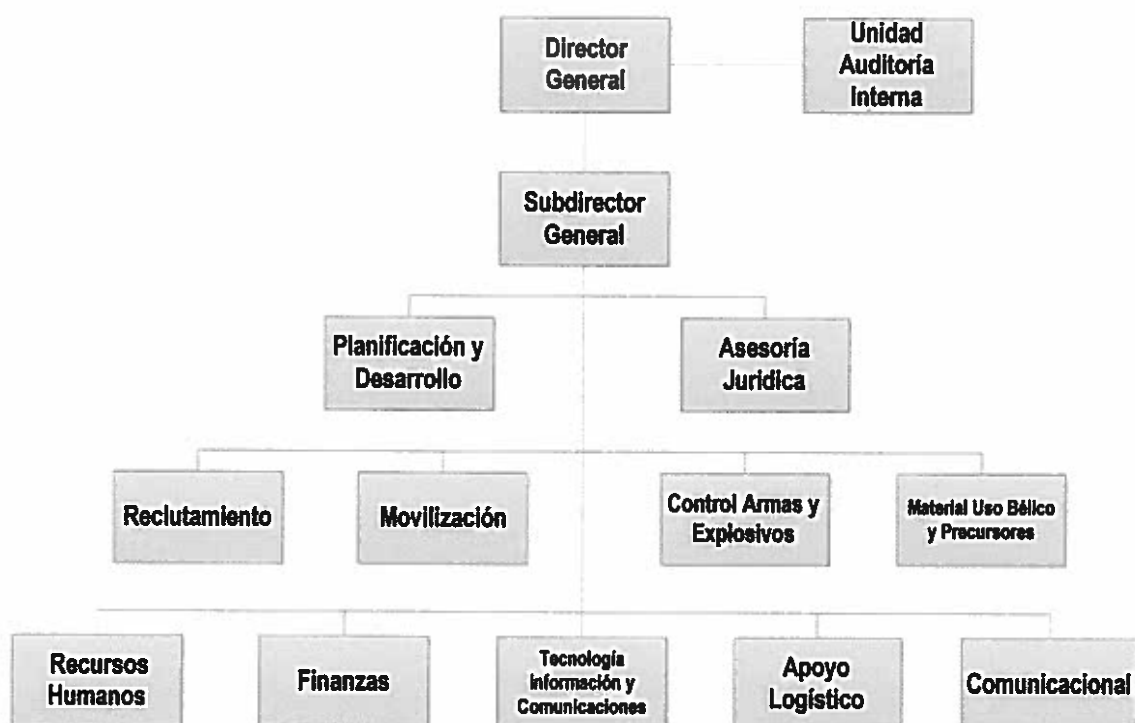 Director
General
Unidad
Auditoría
Interna
Subdirector
General
Planificación y
Desarrollo
Asesoría
Juridica
Reclutamiento
Movilización
Control Armas y
Explosivos
Material Uso Bélico
y Precursores
Recursos
Humanos
Finanzas
Tecnología
Información y
Comunicaciones
Apoyo
Logístico
Comunicacional